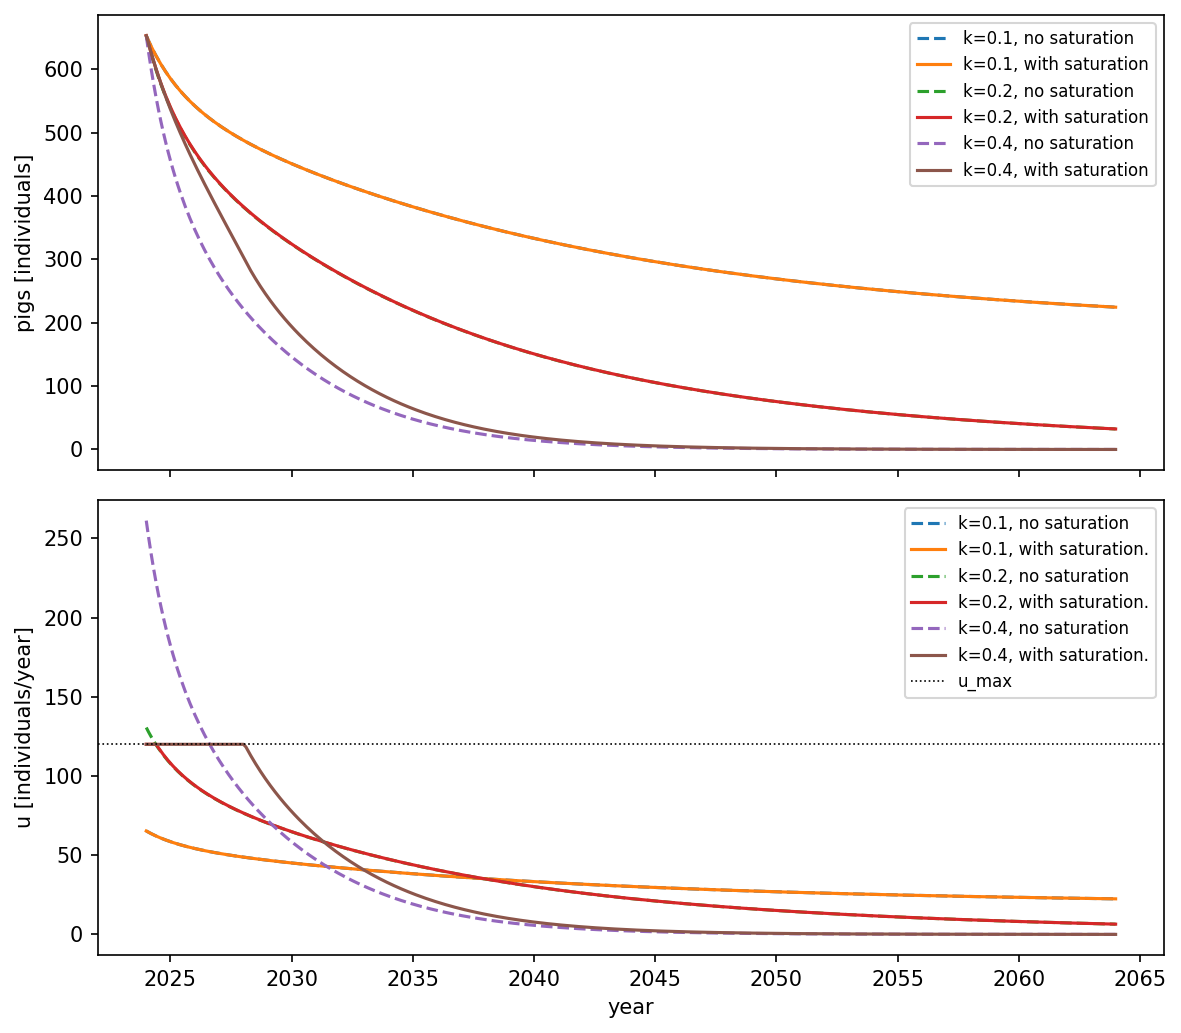 pigs [individuals]
600
500
400
300
200
100
0
k=0.1, no saturation
k=0.1, with saturation
k=0.2, no saturation
k=0.2, with saturation
k=0.4, no saturation
k=0.4, with saturation
u [individuals/year]
250
200
150
100
50
0
k=0.1, no saturation
k=0.1, with saturation.
k=0.2, no saturation
k=0.2, with saturation.
k=0.4, no saturation
k=0.4, with saturation.
u_max
2025 2030 2035 2040 2045 2050 2055 2060 2065
year